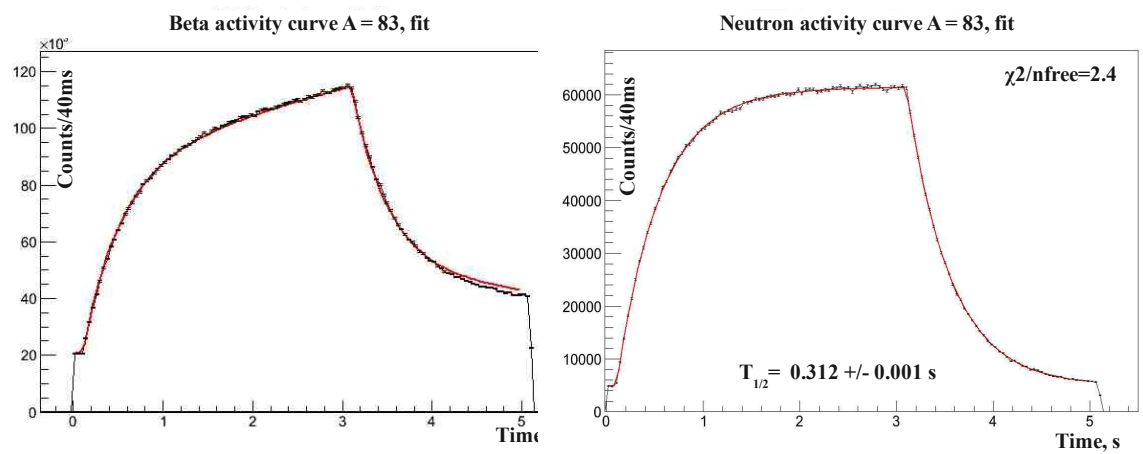 Beta activity curve A = 83, fit
×10³
Counts/40ms
120
100
80
60
40
20
0
0 1 2 3 4 5
Time
Neutron activity curve A = 83, fit
χ2/nfree=2.4
Counts/40ms
60000
50000
40000
30000
20000
10000
0
T1/2= 0.312 +/- 0.001 s
0 1 2 3 4 5
Time, s